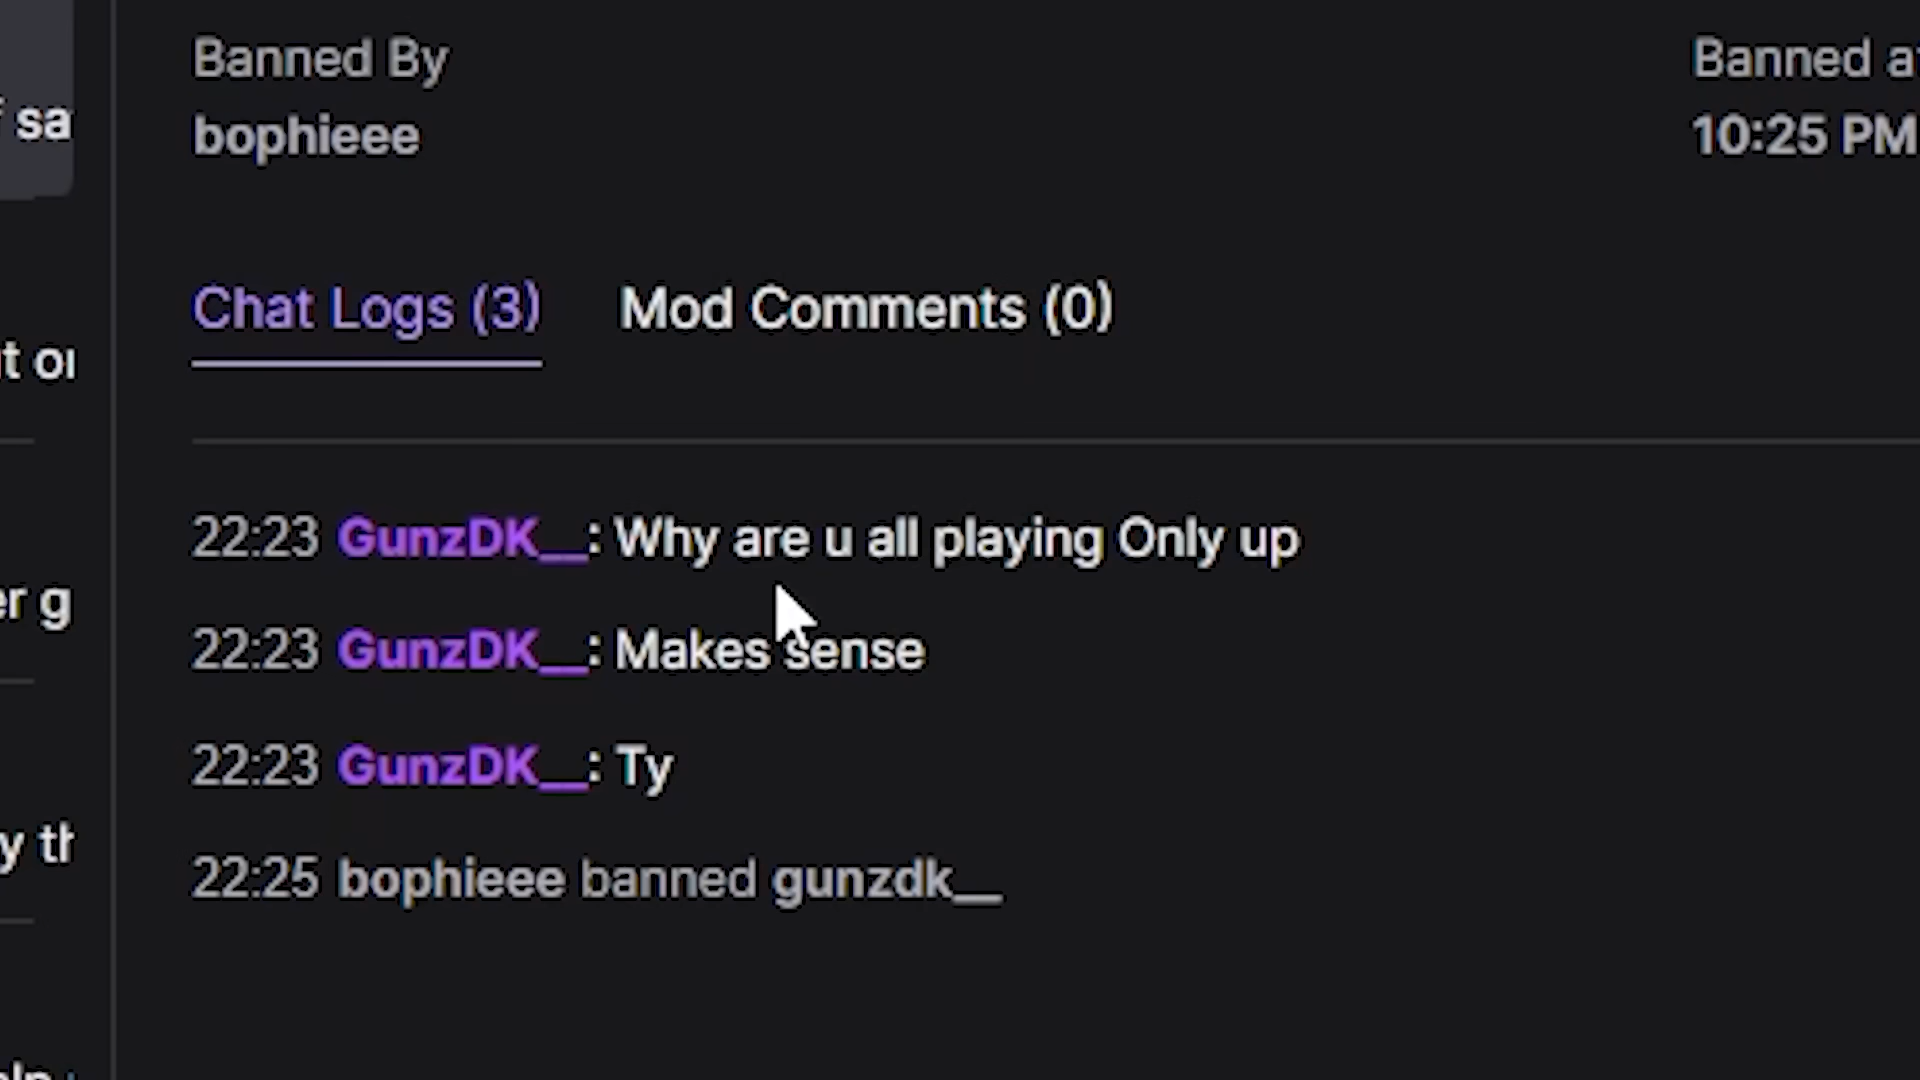 Banned By
bophieee
Banned
10:25 PM
Chat Logs (3)
Mod Comments (0)
22:23 GunzDK__: Why are u all playing Only up
22:23 GunzDK__: Makes sense
22:23 GunzDK__: Ty
22:25 bophieee banned gunzdk__